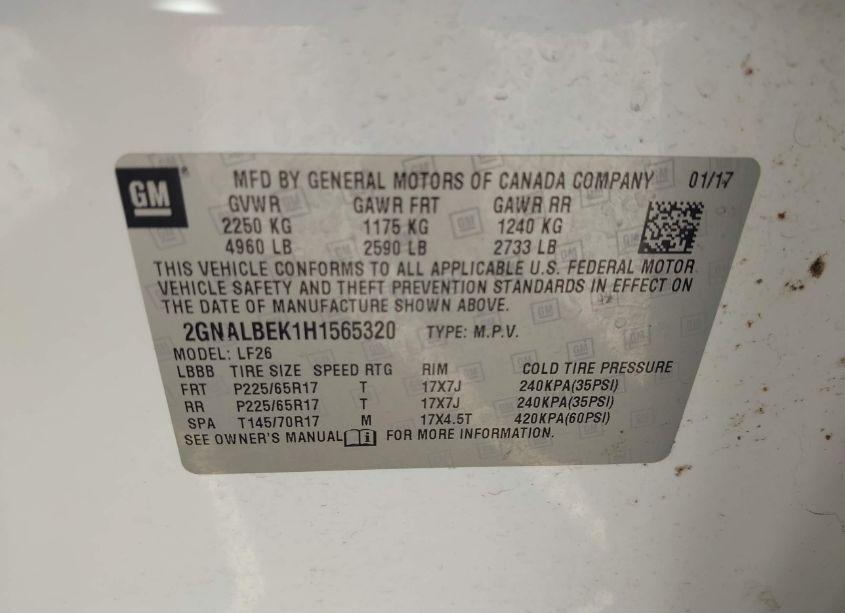 GM
MFD BY GENERAL MOTORS OF CANADA COMPANY 01/17
GVWR GAWR FRT GAWR RR
2250 KG 1175 KG 1240 KG
4960 LB 2590 LB 2733 LB
THIS VEHICLE CONFORMS TO ALL APPLICABLE U.S. FEDERAL MOTOR
VEHICLE SAFETY AND THEFT PREVENTION STANDARDS IN EFFECT ON
THE DATE OF MANUFACTURE SHOWN ABOVE.
2GNALBEK1H1565320 TYPE: M.P.V.
MODEL: LF26
LBBB TIRE SIZE SPEED RTG RIM COLD TIRE PRESSURE
FRT P225/65R17 T 17X7J 240KPA(35PSI)
RR P225/65R17 T 17X7J 240KPA(35PSI)
SPA T145/70R17 M 17X4.5T 420KPA(60PSI)
SEE OWNER'S MANUAL FOR MORE INFORMATION.